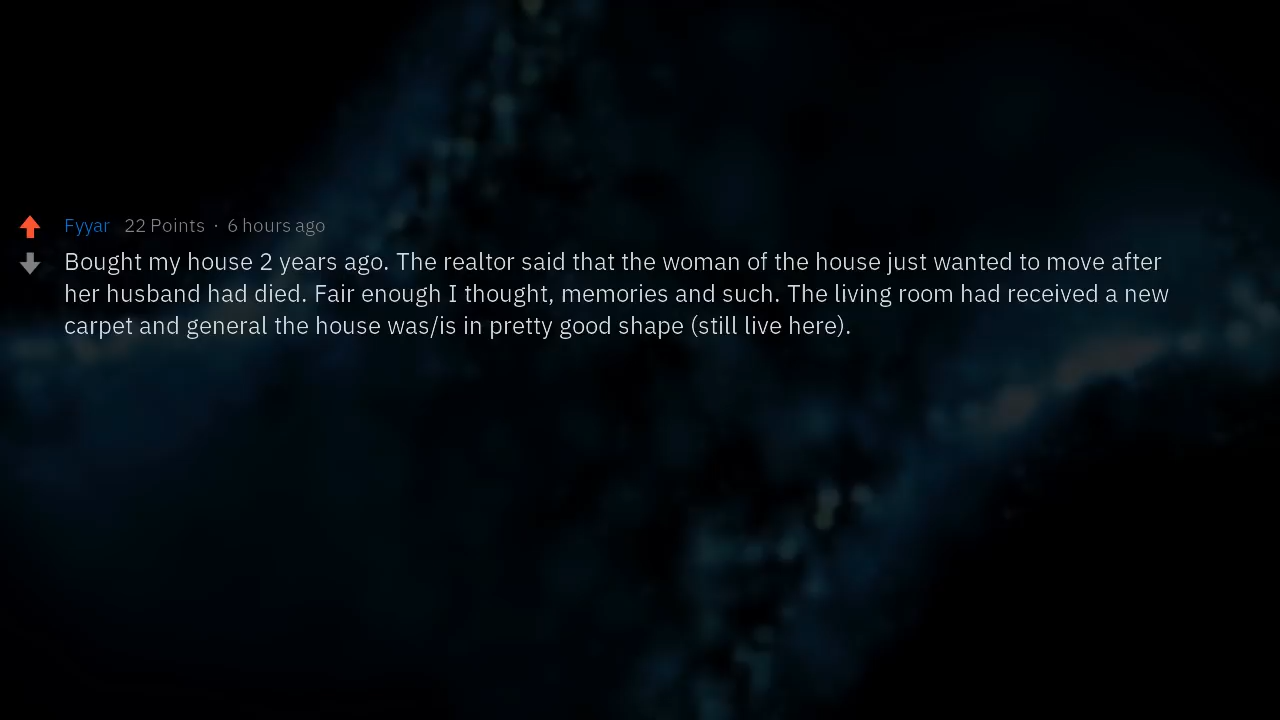 Fyyar 22 Points · 6 hours ago
Bought my house 2 years ago. The realtor said that the woman of the house just wanted to move after
her husband had died. Fair enough I thought, memories and such. The living room had received a new
carpet and general the house was/is in pretty good shape (still live here).